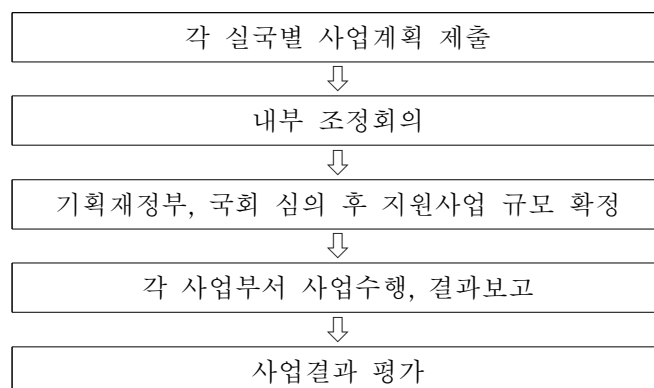 각 실국별 사업계획 제출
내부 조정회의
기획재정부, 국회 심의 후 지원사업 규모 확정
각 사업부서 사업수행, 결과보고
사업결과 평가